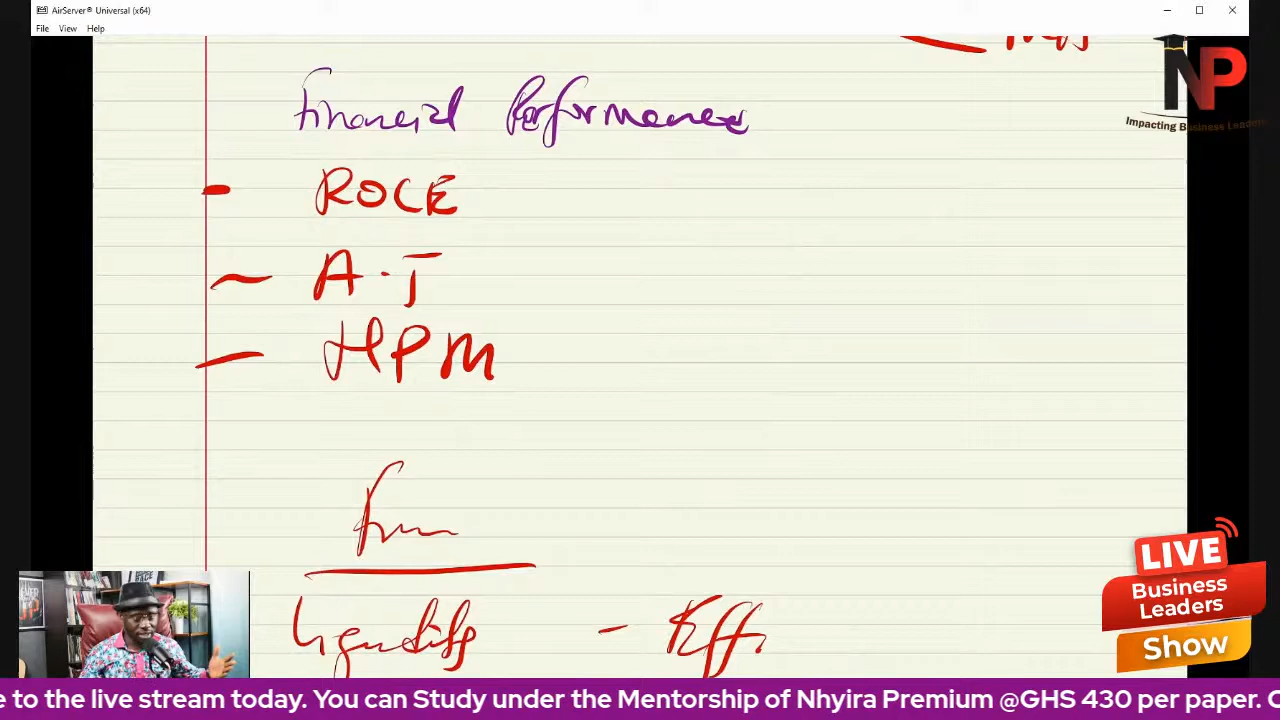 AirServer® Universal (x64)
File View Help
NP
Impacting Business Leaders
Financial Performance
- ROCE
~ A.T
- NPM
Liquidity - Eff.
LIVE
Business
Leaders
Show
e to the live stream today. You can Study under the Mentorship of Nhyira Premium @GHS 430 per paper.